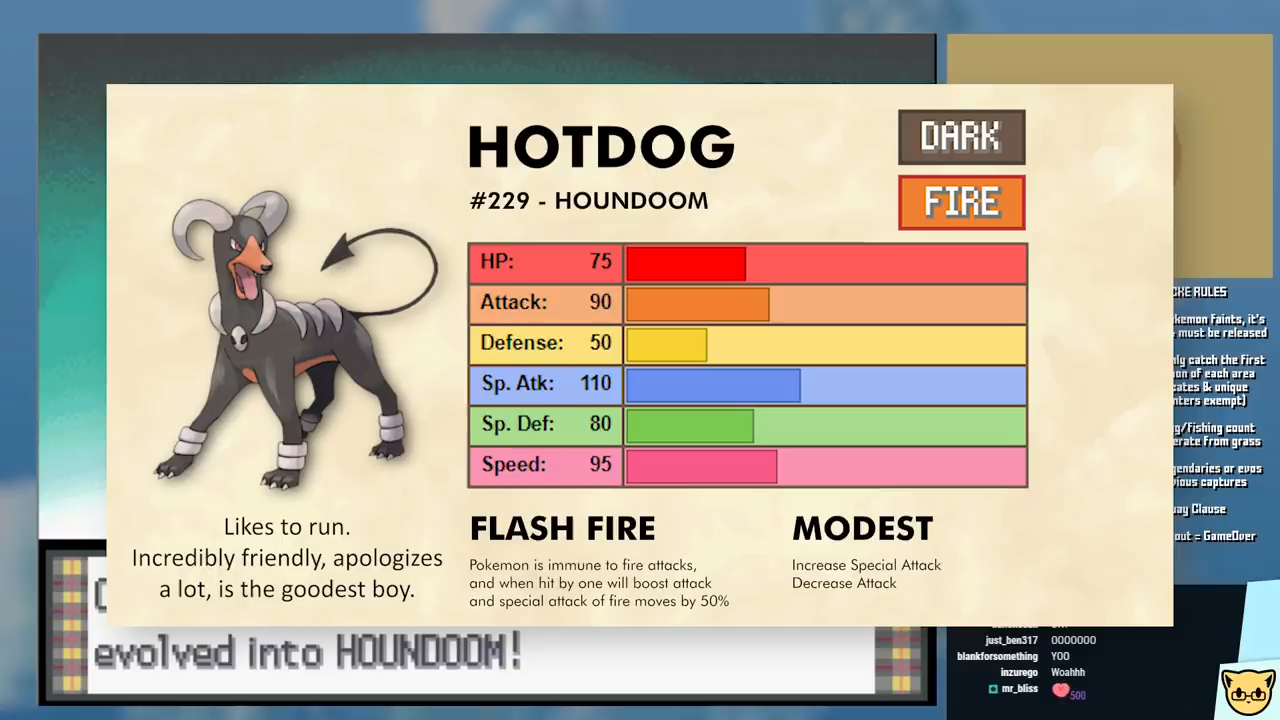 HOTDOG
#229 - HOUNDOOM
DARK
FIRE
HP: 75
Attack: 90
Defense: 50
Sp. Atk: 110
Sp. Def: 80
Speed: 95
Likes to run.
Incredibly friendly, apologizes
a lot, is the goodest boy.
FLASH FIRE
Pokemon is immune to fire attacks,
and when hit by one will boost attack
and special attack of fire moves by 50%
MODEST
Increase Special Attack
Decrease Attack
evolved into HOUNDOOM!
RULES
faints, it's
must be released
catch the first
of each area
& unique
exempt)
/fishing count
from grass
or evos
captures
Clause
out = GameOver
just_ben317 OOOOOOO
blankforsomething YOO
inzurego Woahhh
mr_bliss 500